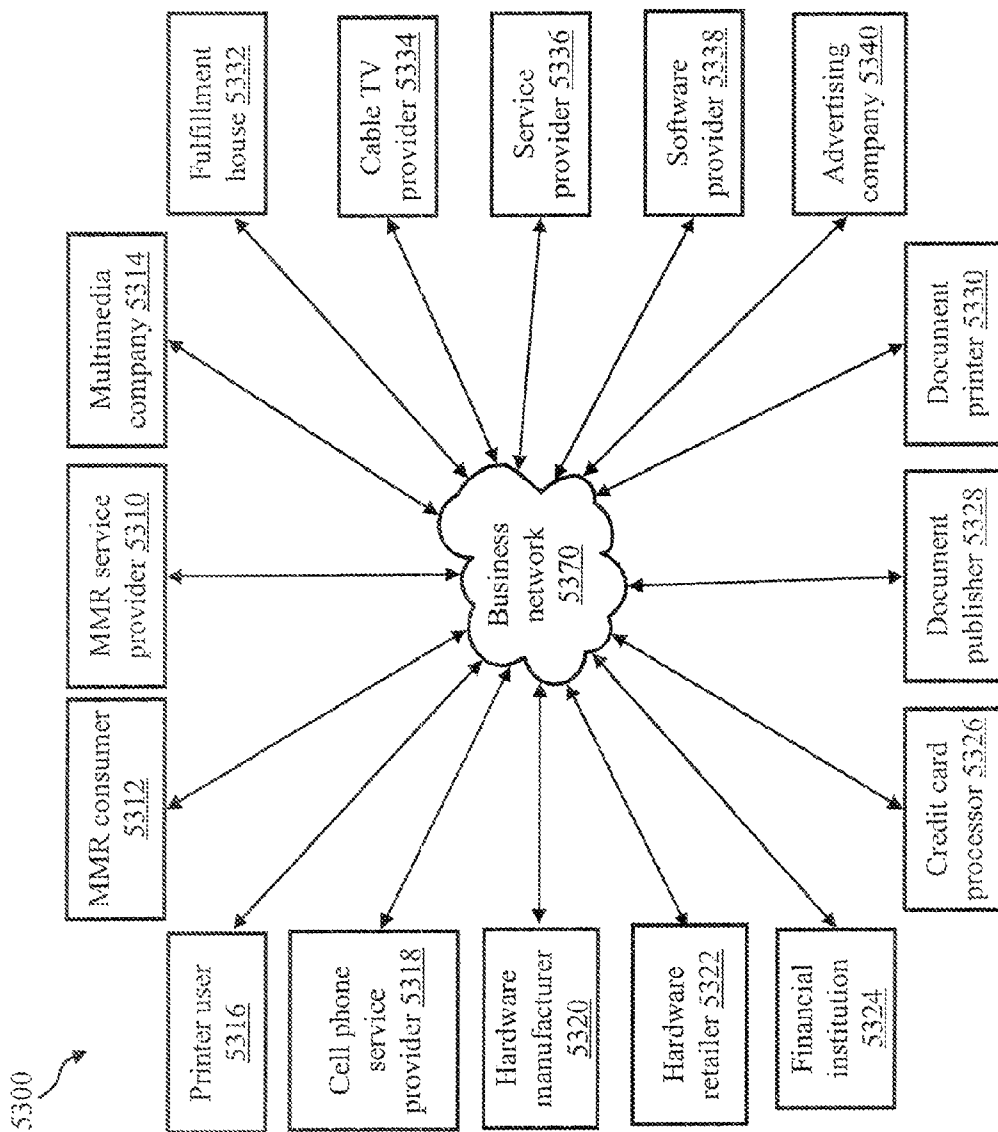 5300
MMR consumer
5312
MMR service
provider 5310
Multimedia
company 5314
Printer user
5316
Fulfillment
house 5332
Cell phone
service
provider 5318
Cable TV
provider 5334
Business
network
5370
Hardware
manufacturer
5320
Service
provider 5336
Hardware
retailer 5322
Software
provider 5338
Financial
institution
5324
Advertising
company 5340
Credit card
processor 5326
Document
publisher 5328
Document
printer 5330